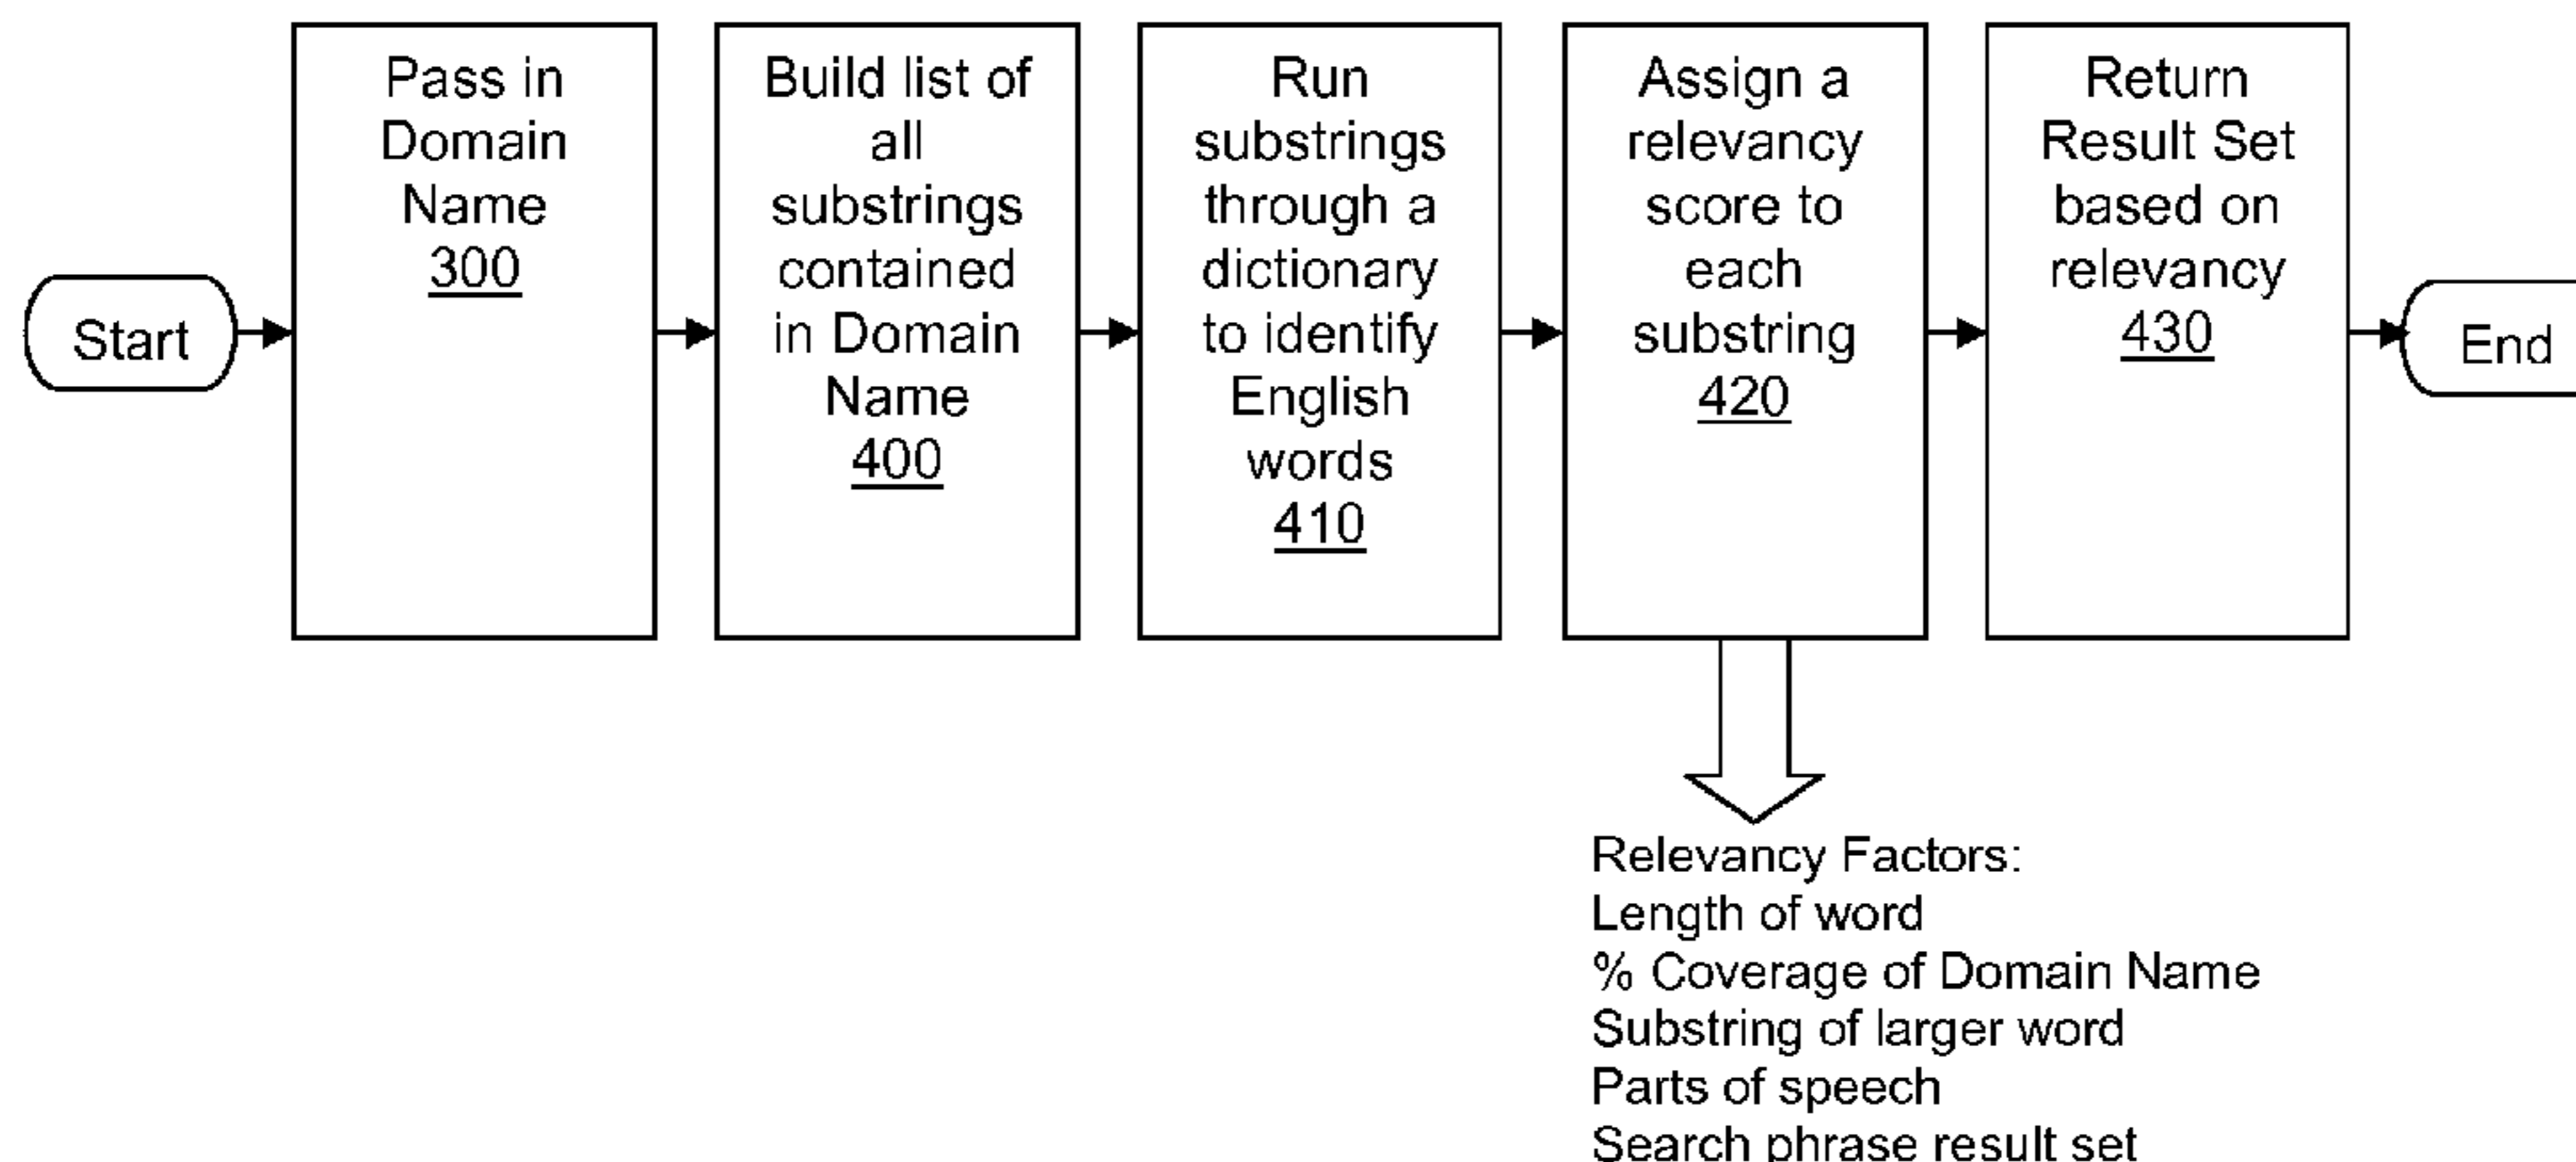 Start
Pass in
Domain
Name
300
Build list of
all
substrings
contained
in Domain
Name
400
Run
substrings
through a
dictionary
to identify
English
words
410
Assign a
relevancy
score to
each
substring
420
Return
Result Set
based on
relevancy
430
End
Relevancy Factors:
Length of word
% Coverage of Domain Name
Substring of larger word
Parts of speech
Search phrase result set